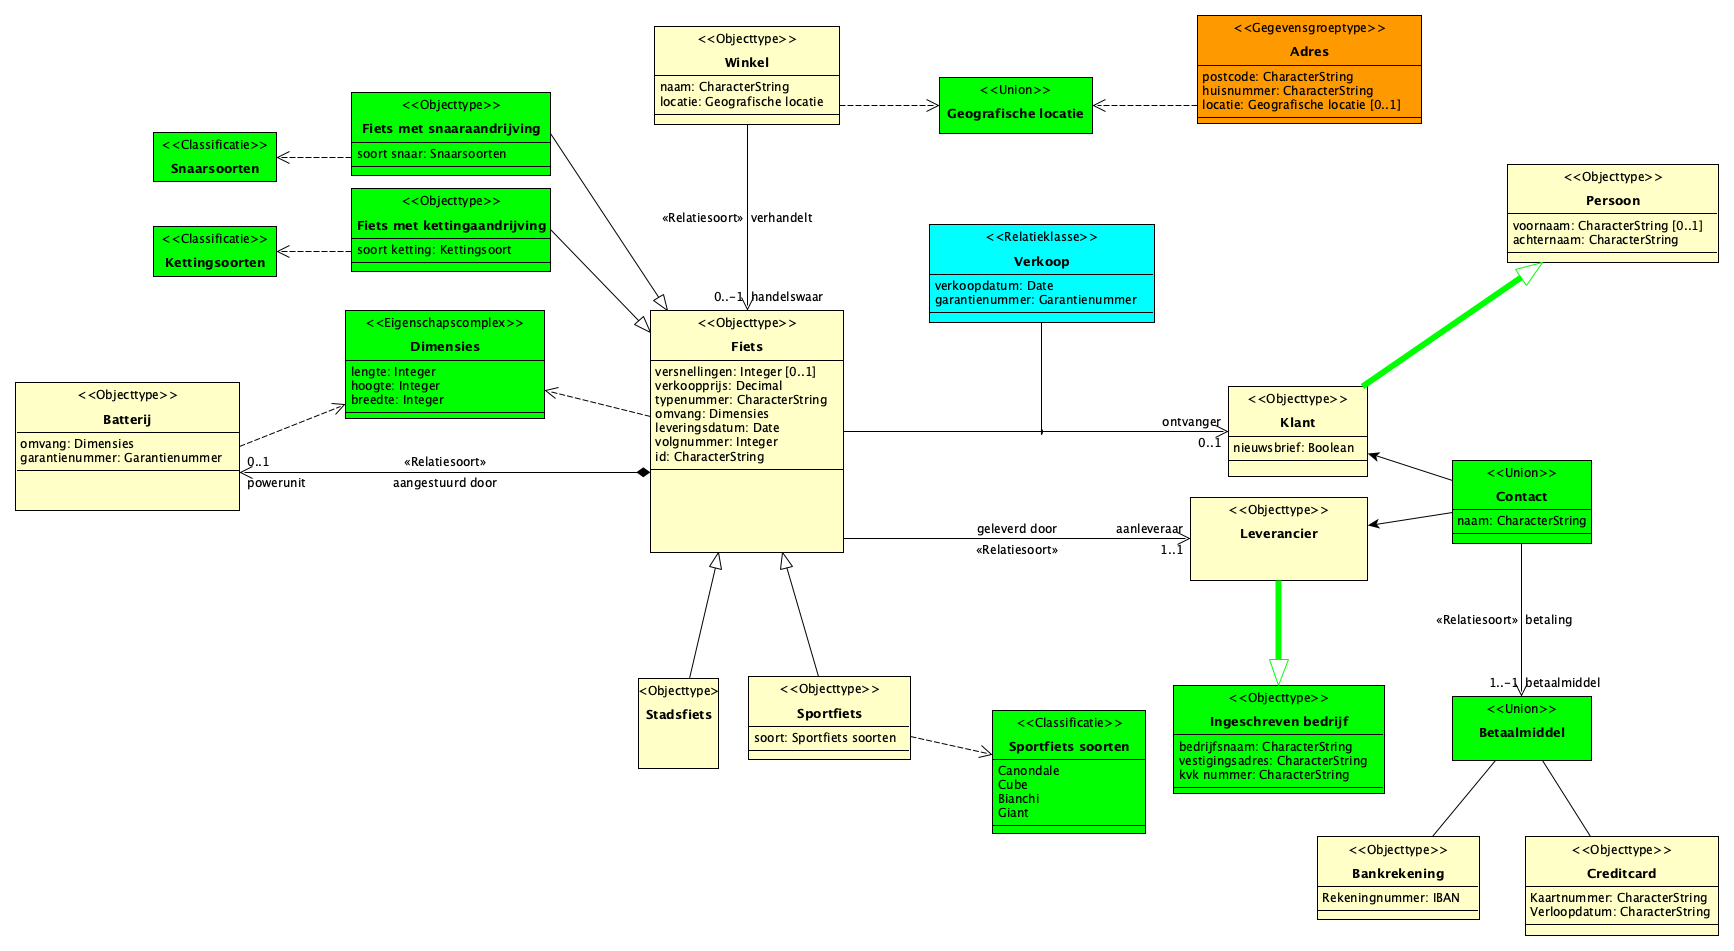 <<Objecttype>>
Winkel
naam: CharacterString
locatie: Geografische locatie
<<Union>>
Geografische locatie
<<Gegevensgroeptype>>
Adres
postcode: CharacterString
huisnummer: CharacterString
locatie: Geografische locatie [0..1]
<<Objecttype>>
Fiets met snaaraandrijving
soort snaar: Snaarsoorten
<<Classificatie>>
Snaarsoorten
<<Objecttype>>
Fiets met kettingaandrijving
soort ketting: Kettingsoort
<<Classificatie>>
Kettingsoorten
«Relatiesoort» verhandelt
0..-1 handelswaar
<<Relatieklasse>>
Verkoop
verkoopdatum: Date
garantienummer: Garantienummer
<<Objecttype>>
Persoon
voornaam: CharacterString [0..1]
achternaam: CharacterString
<<Eigenschapscomplex>>
Dimensies
lengte: Integer
hoogte: Integer
breedte: Integer
<<Objecttype>>
Fiets
versnellingen: Integer [0..1]
verkoopprijs: Decimal
typenummer: CharacterString
omvang: Dimensies
leveringsdatum: Date
volgnummer: Integer
id: CharacterString
<<Objecttype>>
Batterij
omvang: Dimensies
garantienummer: Garantienummer
0..1
powerunit
«Relatiesoort»
aangestuurd door
ontvanger
0..1
<<Objecttype>>
Klant
nieuwsbrief: Boolean
<<Union>>
Contact
naam: CharacterString
geleverd door
«Relatiesoort»
aanleveraar
1..1
<<Objecttype>>
Leverancier
«Relatiesoort» betaling
1..-1 betaalmiddel
<Objecttype>
Stadsfiets
<<Objecttype>>
Sportfiets
soort: Sportfiets soorten
<<Classificatie>>
Sportfiets soorten
Canondale
Cube
Bianchi
Giant
<<Objecttype>>
Ingeschreven bedrijf
bedrijfsnaam: CharacterString
vestigingsadres: CharacterString
kvk nummer: CharacterString
<<Union>>
Betaalmiddel
<<Objecttype>>
Bankrekening
Rekeningnummer: IBAN
<<Objecttype>>
Creditcard
Kaartnummer: CharacterString
Verloopdatum: CharacterString